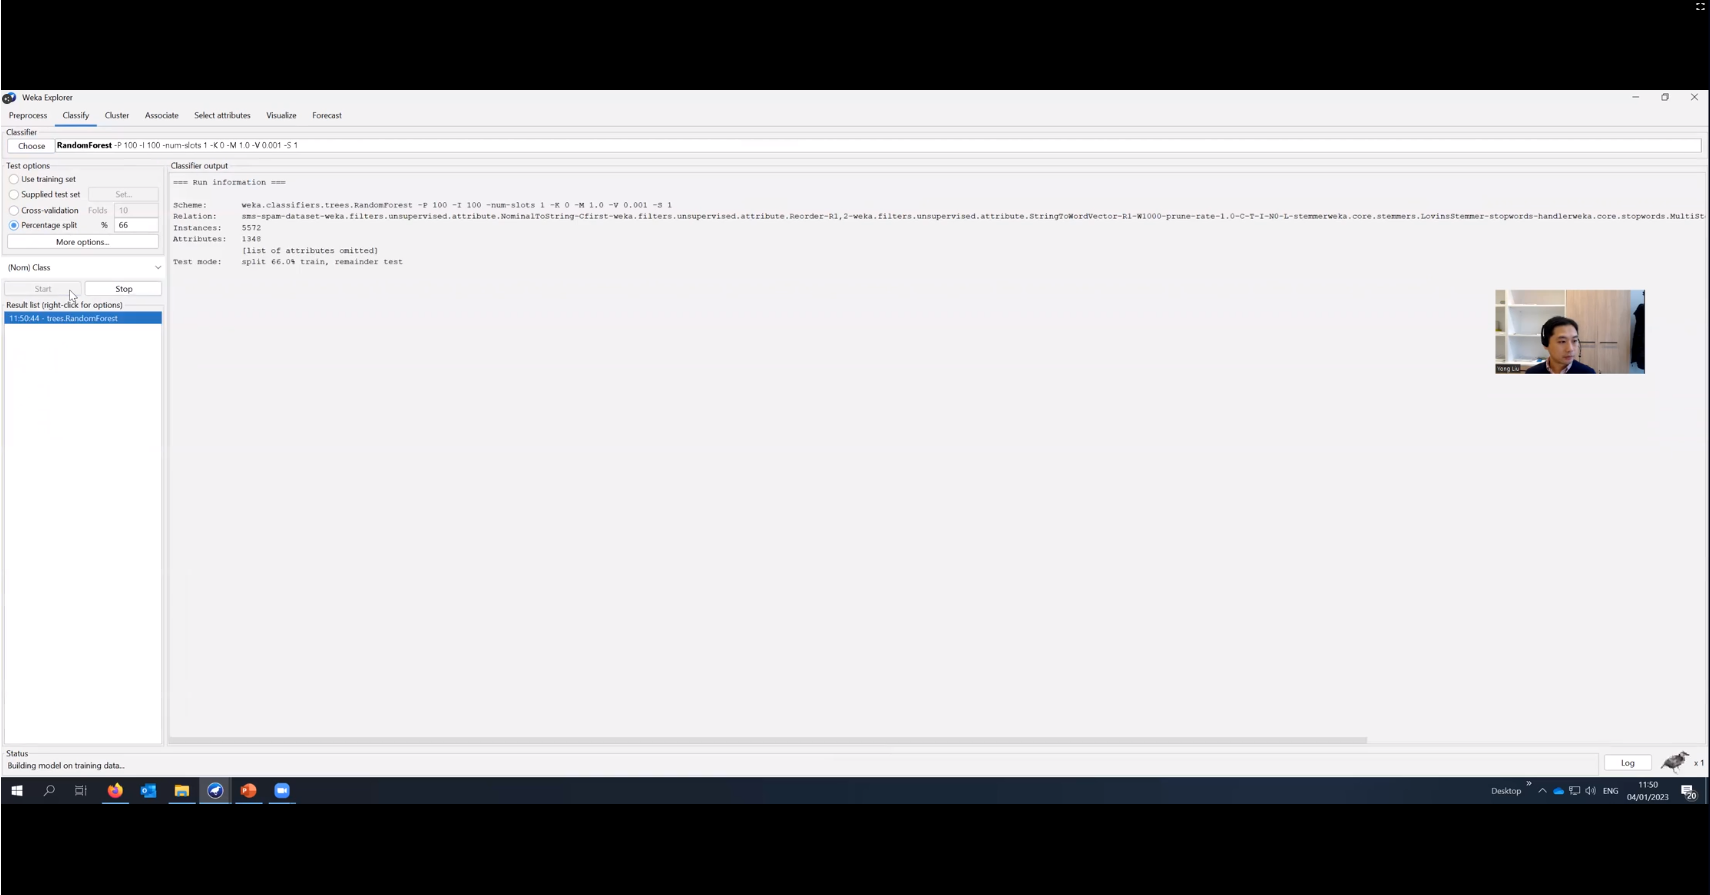 Weka Explorer
Preprocess Classify Cluster Associate Select attributes Visualize Forecast
Classifier
Choose RandomForest -P 100 -I 100 -num-slots 1 -K 0 -M 1.0 -V 0.001 -S 1
Test options
Use training set
Supplied test set Set...
Cross-validation Folds 10
Percentage split % 66
More options...
(Nom) Class
Start Stop
Result list (right-click for options)
11:50:44 - trees.RandomForest
Classifier output
=== Run information ===
Scheme: weka.classifiers.trees.RandomForest -P 100 -I 100 -num-slots 1 -K 0 -M 1.0 -V 0.001 -S 1
Relation: sms-spam-dataset-weka.filters.unsupervised.attribute.NominalToString-Cfirst-weka.filters.unsupervised.attribute.Reorder-R1,2-weka.filters.unsupervised.attribute.StringToWordVector-R1-W1000-prune-rate-1.0-C-T-I-N0-L-stemmerweka.core.stemmers.LovinsStemmer-stopwords-handlerweka.core.stopwords.MultiSt
Instances: 5572
Attributes: 1348
[list of attributes omitted]
Test mode: split 66.0% train, remainder test
Yong Liu
Status
Building model on training data...
Log x 1
Desktop ENG 11:50
04/01/2023 20